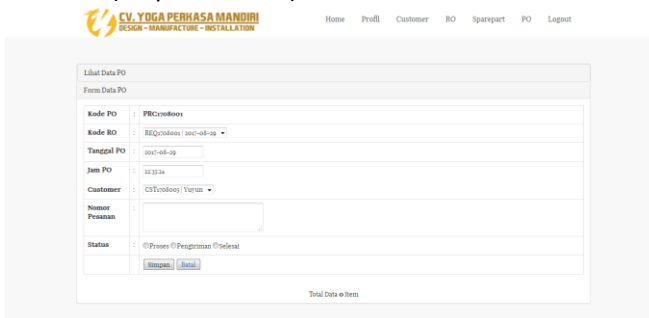 CV. YOGA PERKASA MANDIRI
DESIGN - MANUFACTURE - INSTALLATION
Home Profil Customer RO Sparepart PO Logout
Lihat Data PO
Form Data PO
Kode PO : PRC1708001
Kode RO : REQ1708001 | 2017-08-29
Tanggal PO : 2017-08-29
Jam PO :
Customer : CST1708005 | Yuyun
Nomor Pesanan :
Status : Proses Pengiriman Selesai
Simpan Batal
Total Data 0 Item